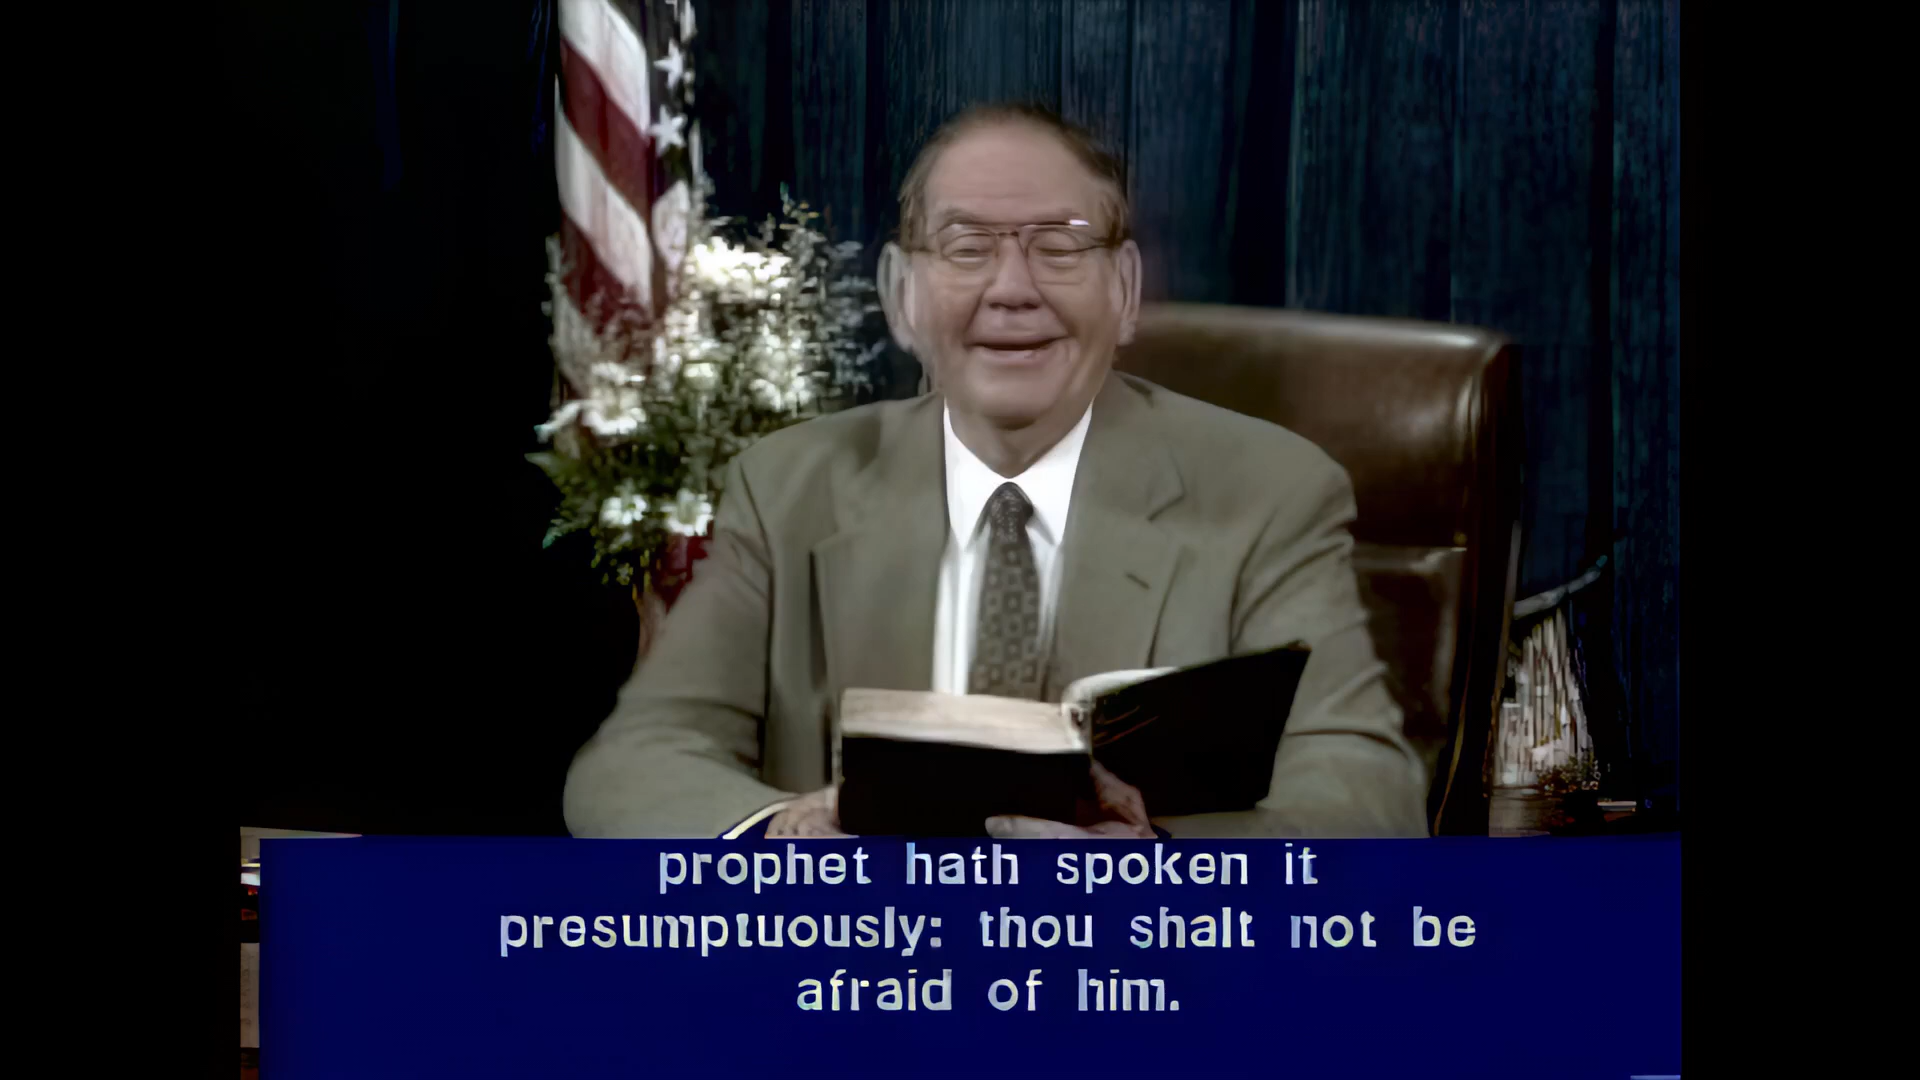 prophet hath spoken it
presumptuously: thou shalt not be
afraid of him.